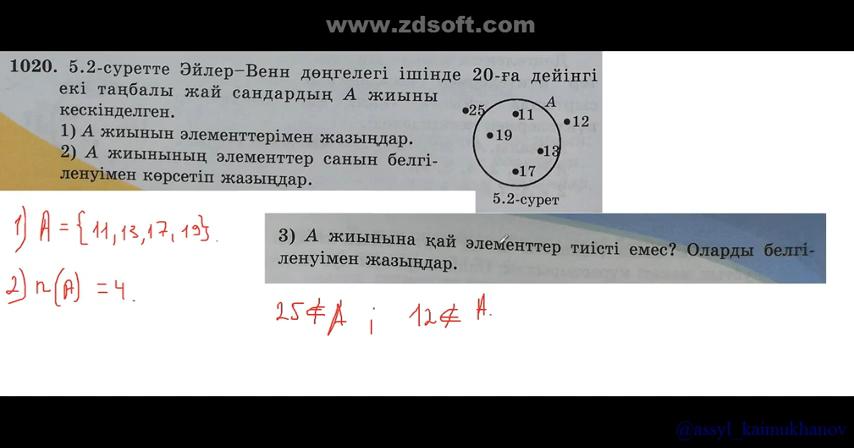 www.zdsoft.com
1020. 5.2-суретте Эйлер–Венн дөңгелегі ішінде 20-ға дейінгі
екі таңбалы жай сандардың A жиыны
кескінделген.
1) A жиынын элементтерімен жазыңдар.
2) A жиынының элементтер санын белгі-
ленуімен көрсетіп жазыңдар.
A
•25
•11
•12
•19
•13
•17
5.2-сурет
1) A = {11, 13, 17, 19}.
2) n(A) = 4.
3) A жиынына қай элементтер тиісті емес? Оларды белгі-
ленуімен жазыңдар.
25∉A ; 12∉A.
@assyl_kaimukhanov